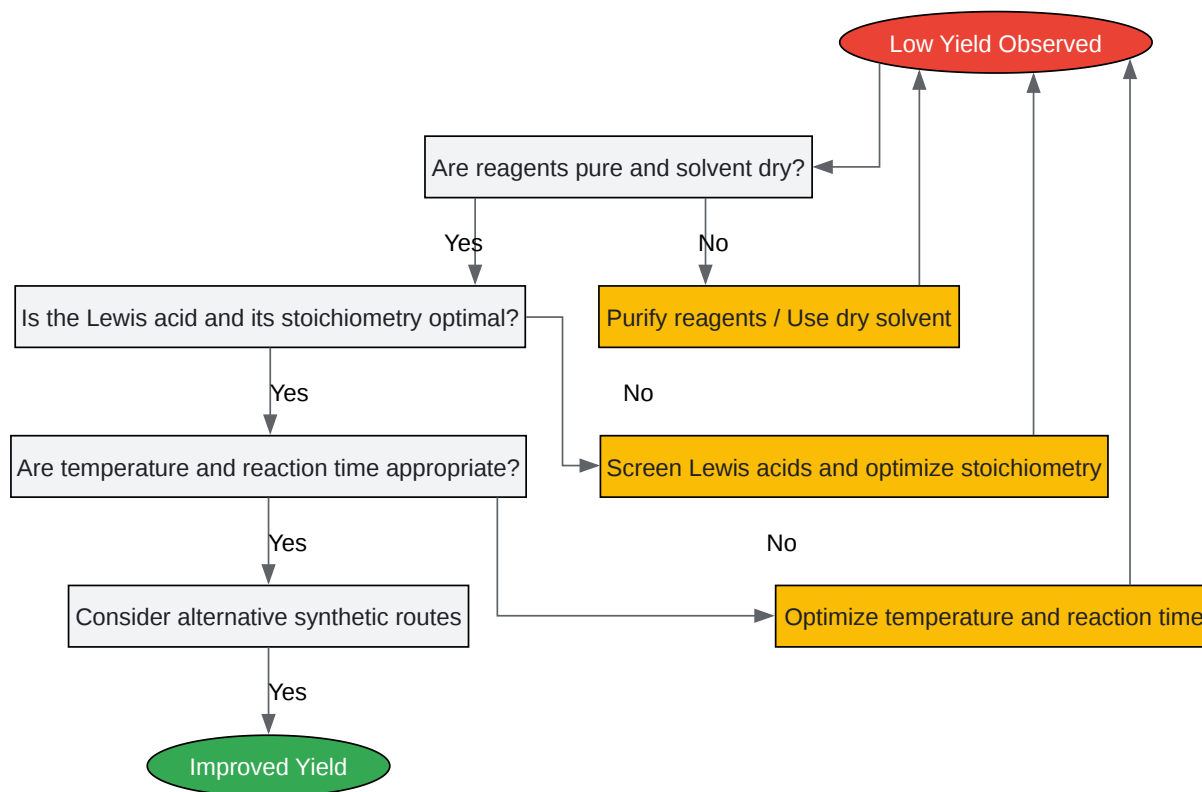 Low Yield Observed
Are reagents pure and solvent dry?
Yes
No
Is the Lewis acid and its stoichiometry optimal?
Purify reagents / Use dry solvent
Yes
No
Are temperature and reaction time appropriate?
Screen Lewis acids and optimize stoichiometry
Yes
No
Consider alternative synthetic routes
Optimize temperature and reaction time
Yes
Improved Yield